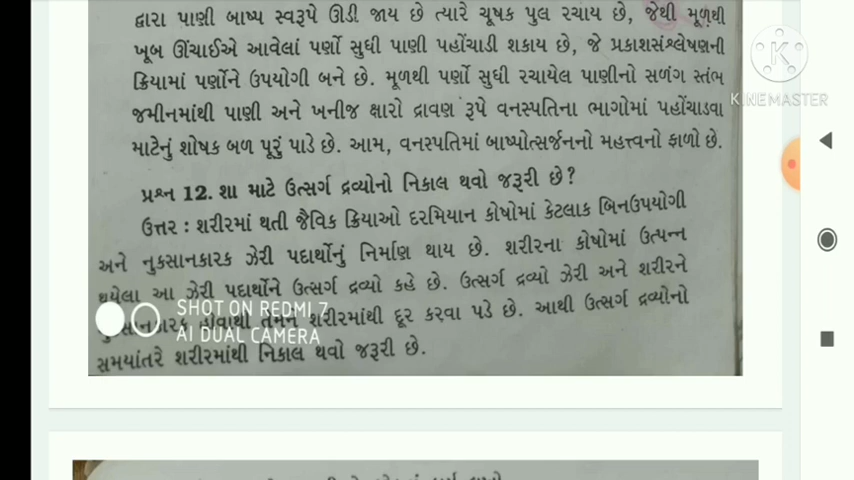 દ્વારા પાણી બાષ્પ સ્વરૂપે ઊડી જાય છે ત્યારે ચૂષક પુલ રચાય છે, જેથી મૂળથી
ખૂબ ઊંચાઈએ આવેલાં પર્ણો સુધી પાણી પહોંચાડી શકાય છે, જે પ્રકાશસંશ્લેષણની
ક્રિયામાં પર્ણોને ઉપયોગી બને છે. મૂળથી પર્ણો સુધી રચાયેલ પાણીનો સળંગ સ્તંભ
જમીનમાંથી પાણી અને ખનીજ ક્ષારો દ્રાવણ રૂપે વનસ્પતિના ભાગોમાં પહોંચાડવા
માટેનું શોષક બળ પૂરું પાડે છે. આમ, વનસ્પતિમાં બાષ્પોત્સર્જનનો મહત્ત્વનો ફાળો છે.
KINEMASTER
પ્રશ્ન 12. શા માટે ઉત્સર્ગ દ્રવ્યોનો નિકાલ થવો જરૂરી છે?
ઉત્તર : શરીરમાં થતી જૈવિક ક્રિયાઓ દરમિયાન કોષોમાં કેટલાક બિનઉપયોગી
અને નુકસાનકારક ઝેરી પદાર્થોનું નિર્માણ થાય છે. શરીરના કોષોમાં ઉત્પન્ન
થયેલા આ ઝેરી પદાર્થોને ઉત્સર્ગ દ્રવ્યો કહે છે. ઉત્સર્ગ દ્રવ્યો ઝેરી અને શરીરને
હોવાથી તેમને શરીરમાંથી દૂર કરવા પડે છે. આથી ઉત્સર્ગ દ્રવ્યોનો
સમયાંતરે શરીરમાંથી નિકાલ થવો જરૂરી છે.
SHOT ON REDMI 7
AI DUAL CAMERA